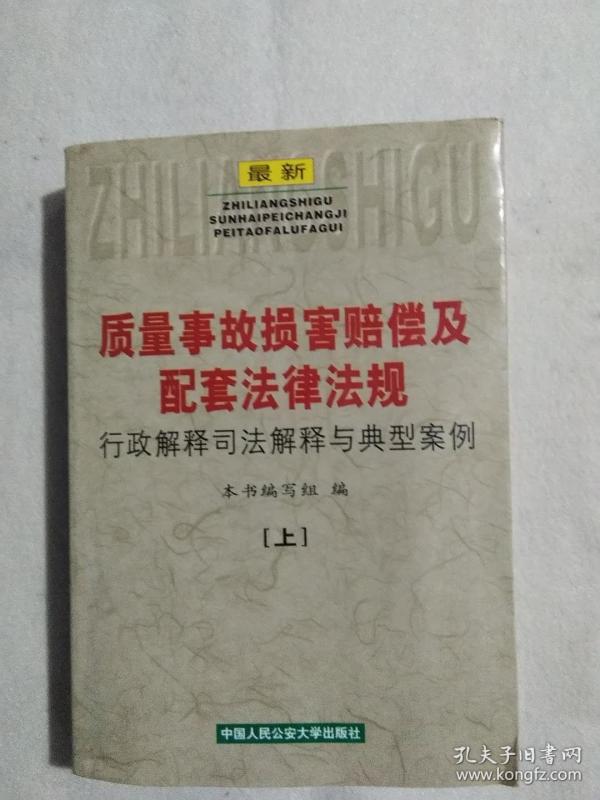 ZHILIANGSHIGU
最新
ZHILIANGSHIGU
SUNHAIPEICHANGJI
PEITAOFALUFAGUI
质量事故损害赔偿及
配套法律法规
行政解释司法解释与典型案例
本书编写组 编
[上]
中国人民公安大学出版社
孔夫子旧书网
www.kongfz.com